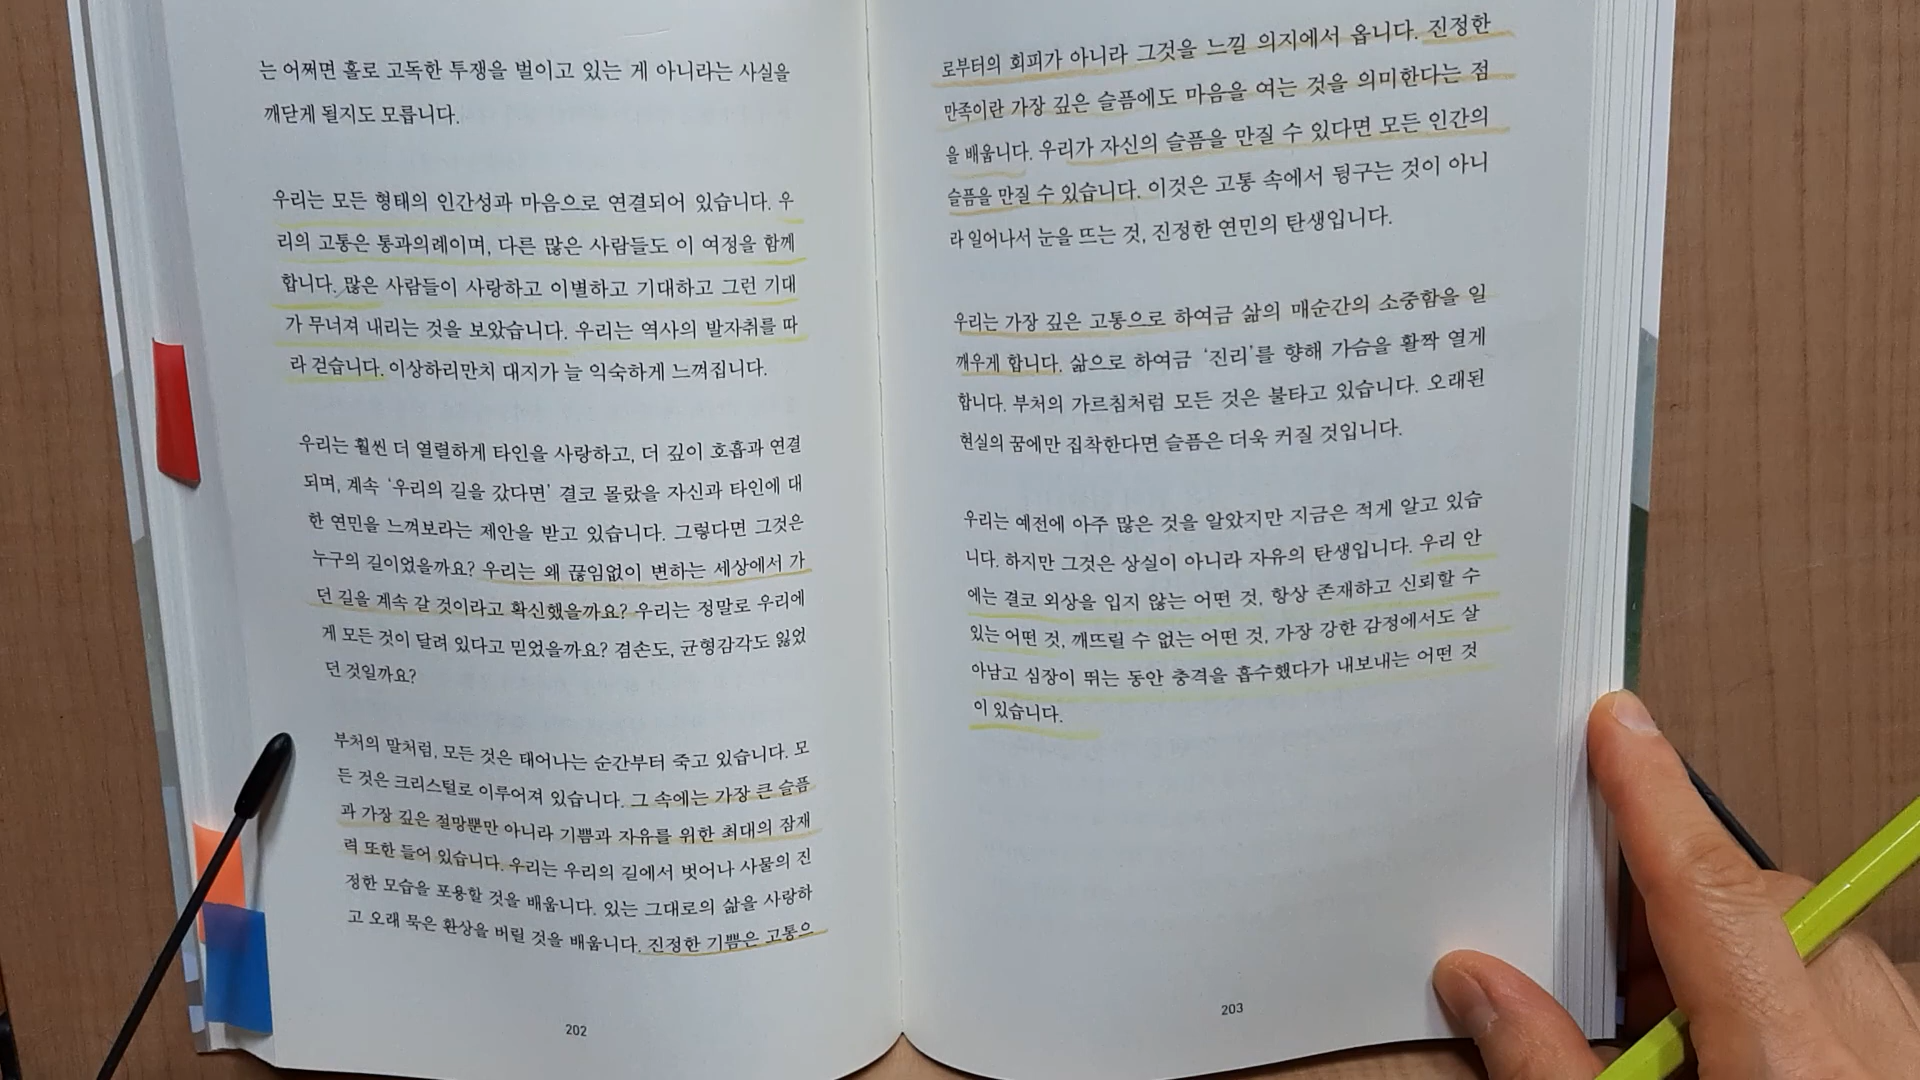 는 어쩌면 홀로 고독한 투쟁을 벌이고 있는 게 아니라는 사실을
깨닫게 될지도 모릅니다.
우리는 모든 형태의 인간성과 마음으로 연결되어 있습니다. 우
리의 고통은 통과의례이며, 다른 많은 사람들도 이 여정을 함께
합니다. 많은 사람들이 사랑하고 이별하고 기대하고 그런 기대
가 무너져 내리는 것을 보았습니다. 우리는 역사의 발자취를 따
라 걷습니다. 이상하리만치 대지가 늘 익숙하게 느껴집니다.
우리는 훨씬 더 열렬하게 타인을 사랑하고, 더 깊이 호흡과 연결
되며, 계속 ‘우리의 길을 갔다면’ 결코 몰랐을 자신과 타인에 대
한 연민을 느껴보라는 제안을 받고 있습니다. 그렇다면 그것은
누구의 길이었을까요? 우리는 왜 끊임없이 변하는 세상에서 가
던 길을 계속 갈 것이라고 확신했을까요? 우리는 정말로 우리에
게 모든 것이 달려 있다고 믿었을까요? 겸손도, 균형감각도 잃었
던 것일까요?
부처의 말처럼, 모든 것은 태어나는 순간부터 죽고 있습니다. 모
든 것은 크리스털로 이루어져 있습니다. 그 속에는 가장 큰 슬픔
과 가장 깊은 절망뿐만 아니라 기쁨과 자유를 위한 최대의 잠재
력 또한 들어 있습니다. 우리는 우리의 길에서 벗어나 사물의 진
정한 모습을 포용할 것을 배웁니다. 있는 그대로의 삶을 사랑하
고 오래 묵은 환상을 버릴 것을 배웁니다. 진정한 기쁨은 고통으
202
로부터의 회피가 아니라 그것을 느낄 의지에서 옵니다. 진정한
만족이란 가장 깊은 슬픔에도 마음을 여는 것을 의미한다는 점
을 배웁니다. 우리가 자신의 슬픔을 만질 수 있다면 모든 인간의
슬픔을 만질 수 있습니다. 이것은 고통 속에서 뒹구는 것이 아니
라 일어나서 눈을 뜨는 것, 진정한 연민의 탄생입니다.
우리는 가장 깊은 고통으로 하여금 삶의 매순간의 소중함을 일
깨우게 합니다. 삶으로 하여금 ‘진리’를 향해 가슴을 활짝 열게
합니다. 부처의 가르침처럼 모든 것은 불타고 있습니다. 오래된
현실의 꿈에만 집착한다면 슬픔은 더욱 커질 것입니다.
우리는 예전에 아주 많은 것을 알았지만 지금은 적게 알고 있습
니다. 하지만 그것은 상실이 아니라 자유의 탄생입니다. 우리 안
에는 결코 외상을 입지 않는 어떤 것, 항상 존재하고 신뢰할 수
있는 어떤 것, 깨뜨릴 수 없는 어떤 것, 가장 강한 감정에서도 살
아남고 심장이 뛰는 동안 충격을 흡수했다가 내보내는 어떤 것
이 있습니다.
203